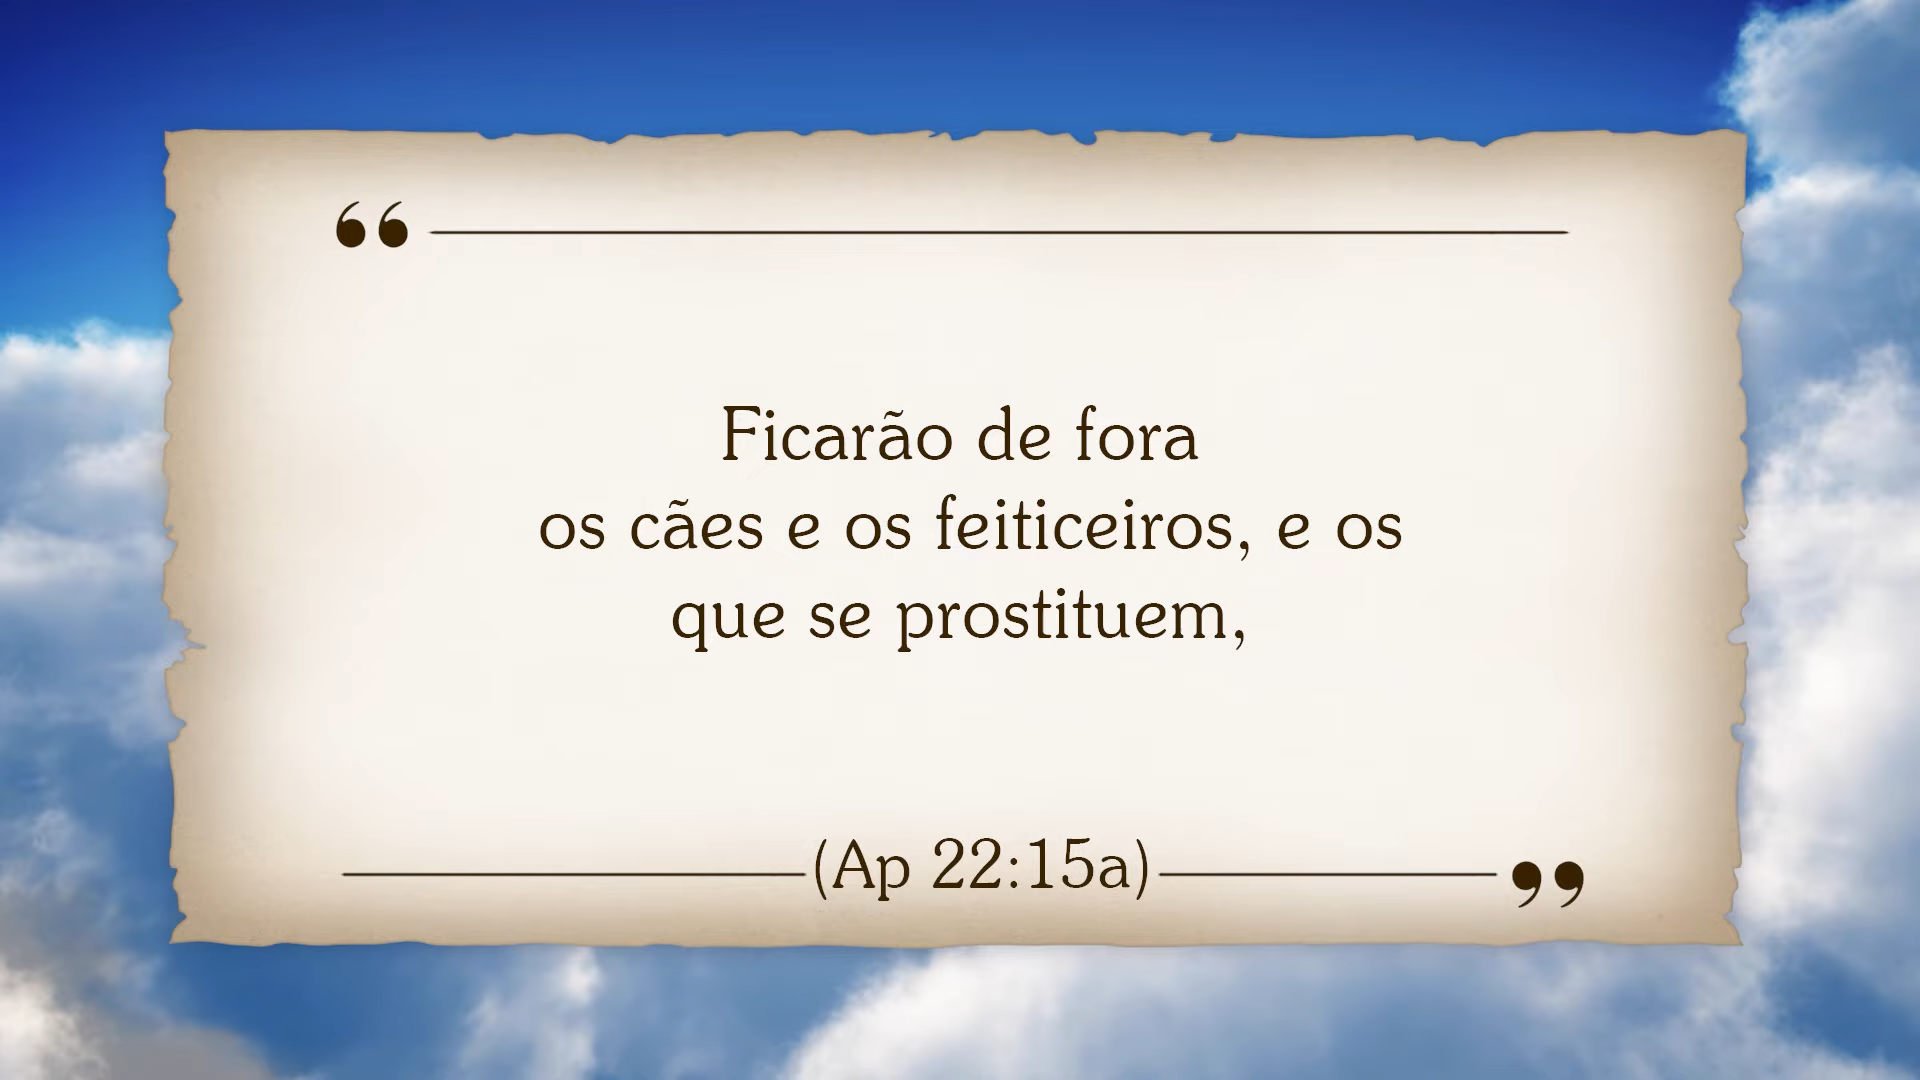 “
Ficarão de fora
os cães e os feiticeiros, e os
que se prostituem,
(Ap 22:15a)
”